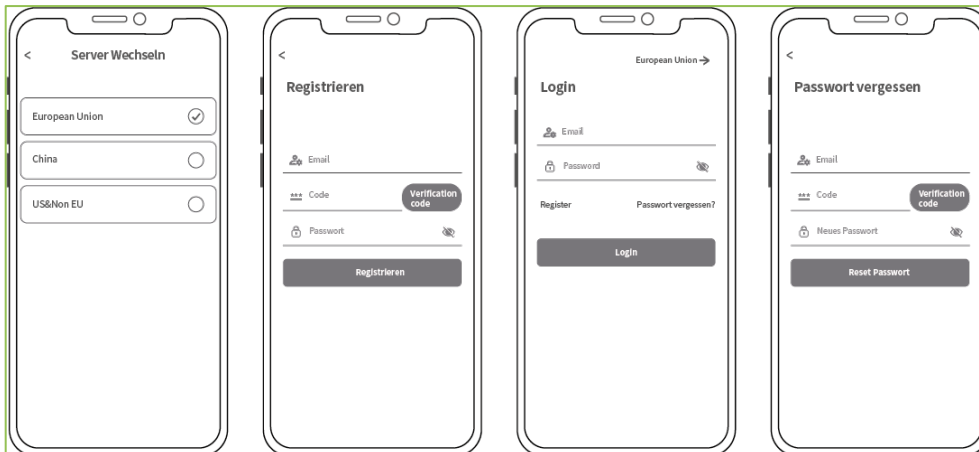 < Server Wechseln
European Union
China
US&Non EU
<
Registrieren
Email
*** Code
Verification
code
Passwort
Registrieren
European Union →
Login
Email
Password
Register Passwort vergessen?
Login
<
Passwort vergessen
Email
*** Code
Verification
code
Neues Passwort
Reset Passwort